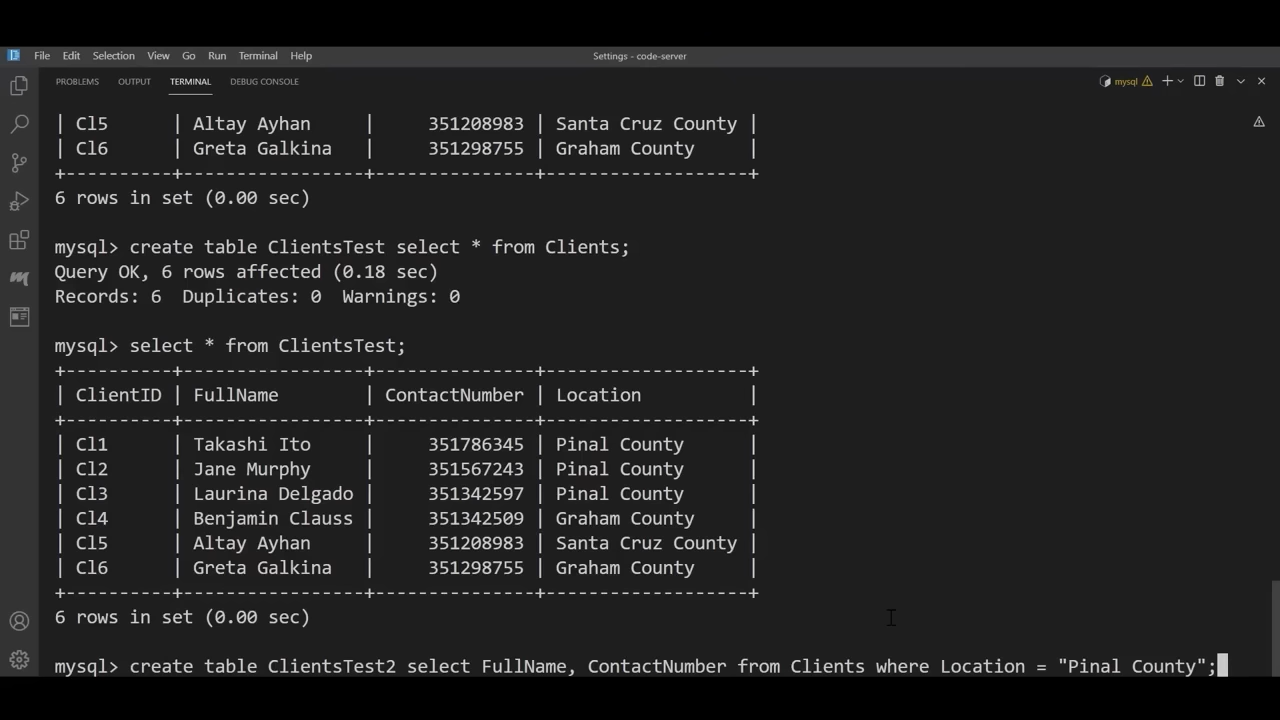 File Edit Selection View Go Run Terminal Help Settings - code-server
PROBLEMS OUTPUT TERMINAL DEBUG CONSOLE mysql
| Cl5      | Altay Ayhan     |     351208983 | Santa Cruz County |
| Cl6      | Greta Galkina   |     351298755 | Graham County     |
+----------+-----------------+---------------+-------------------+
6 rows in set (0.00 sec)
mysql> create table ClientsTest select * from Clients;
Query OK, 6 rows affected (0.18 sec)
Records: 6  Duplicates: 0  Warnings: 0
mysql> select * from ClientsTest;
+----------+-----------------+---------------+-------------------+
| ClientID | FullName        | ContactNumber | Location          |
+----------+-----------------+---------------+-------------------+
| Cl1      | Takashi Ito     |     351786345 | Pinal County      |
| Cl2      | Jane Murphy     |     351567243 | Pinal County      |
| Cl3      | Laurina Delgado |     351342597 | Pinal County      |
| Cl4      | Benjamin Clauss |     351342509 | Graham County     |
| Cl5      | Altay Ayhan     |     351208983 | Santa Cruz County |
| Cl6      | Greta Galkina   |     351298755 | Graham County     |
+----------+-----------------+---------------+-------------------+
6 rows in set (0.00 sec)
mysql> create table ClientsTest2 select FullName, ContactNumber from Clients where Location = "Pinal County";